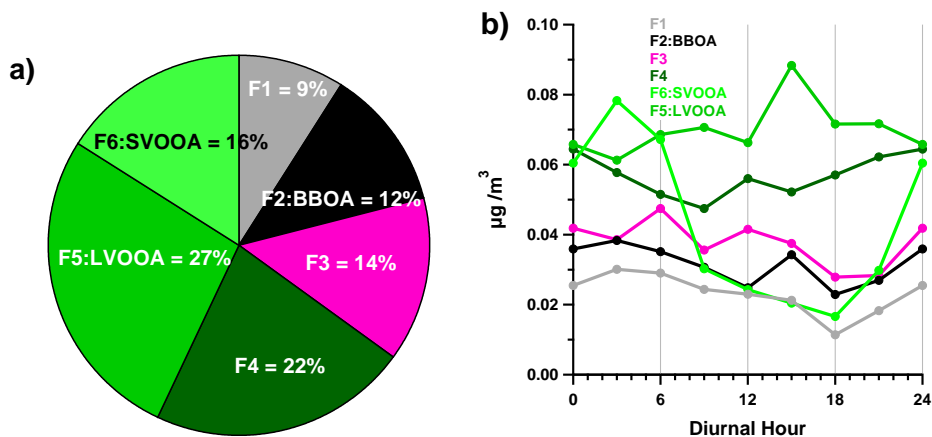 a)
F1 = 9%
F6:SVOOA = 16%
F2:BBOA = 12%
F5:LVOOA = 27%
F3 = 14%
F4 = 22%
b)
F1
F2:BBOA
F3
F4
F6:SVOOA
F5:LVOOA
0.10
0.08
0.06
0.04
0.02
0.00
µg /m³
0 6 12 18 24
Diurnal Hour